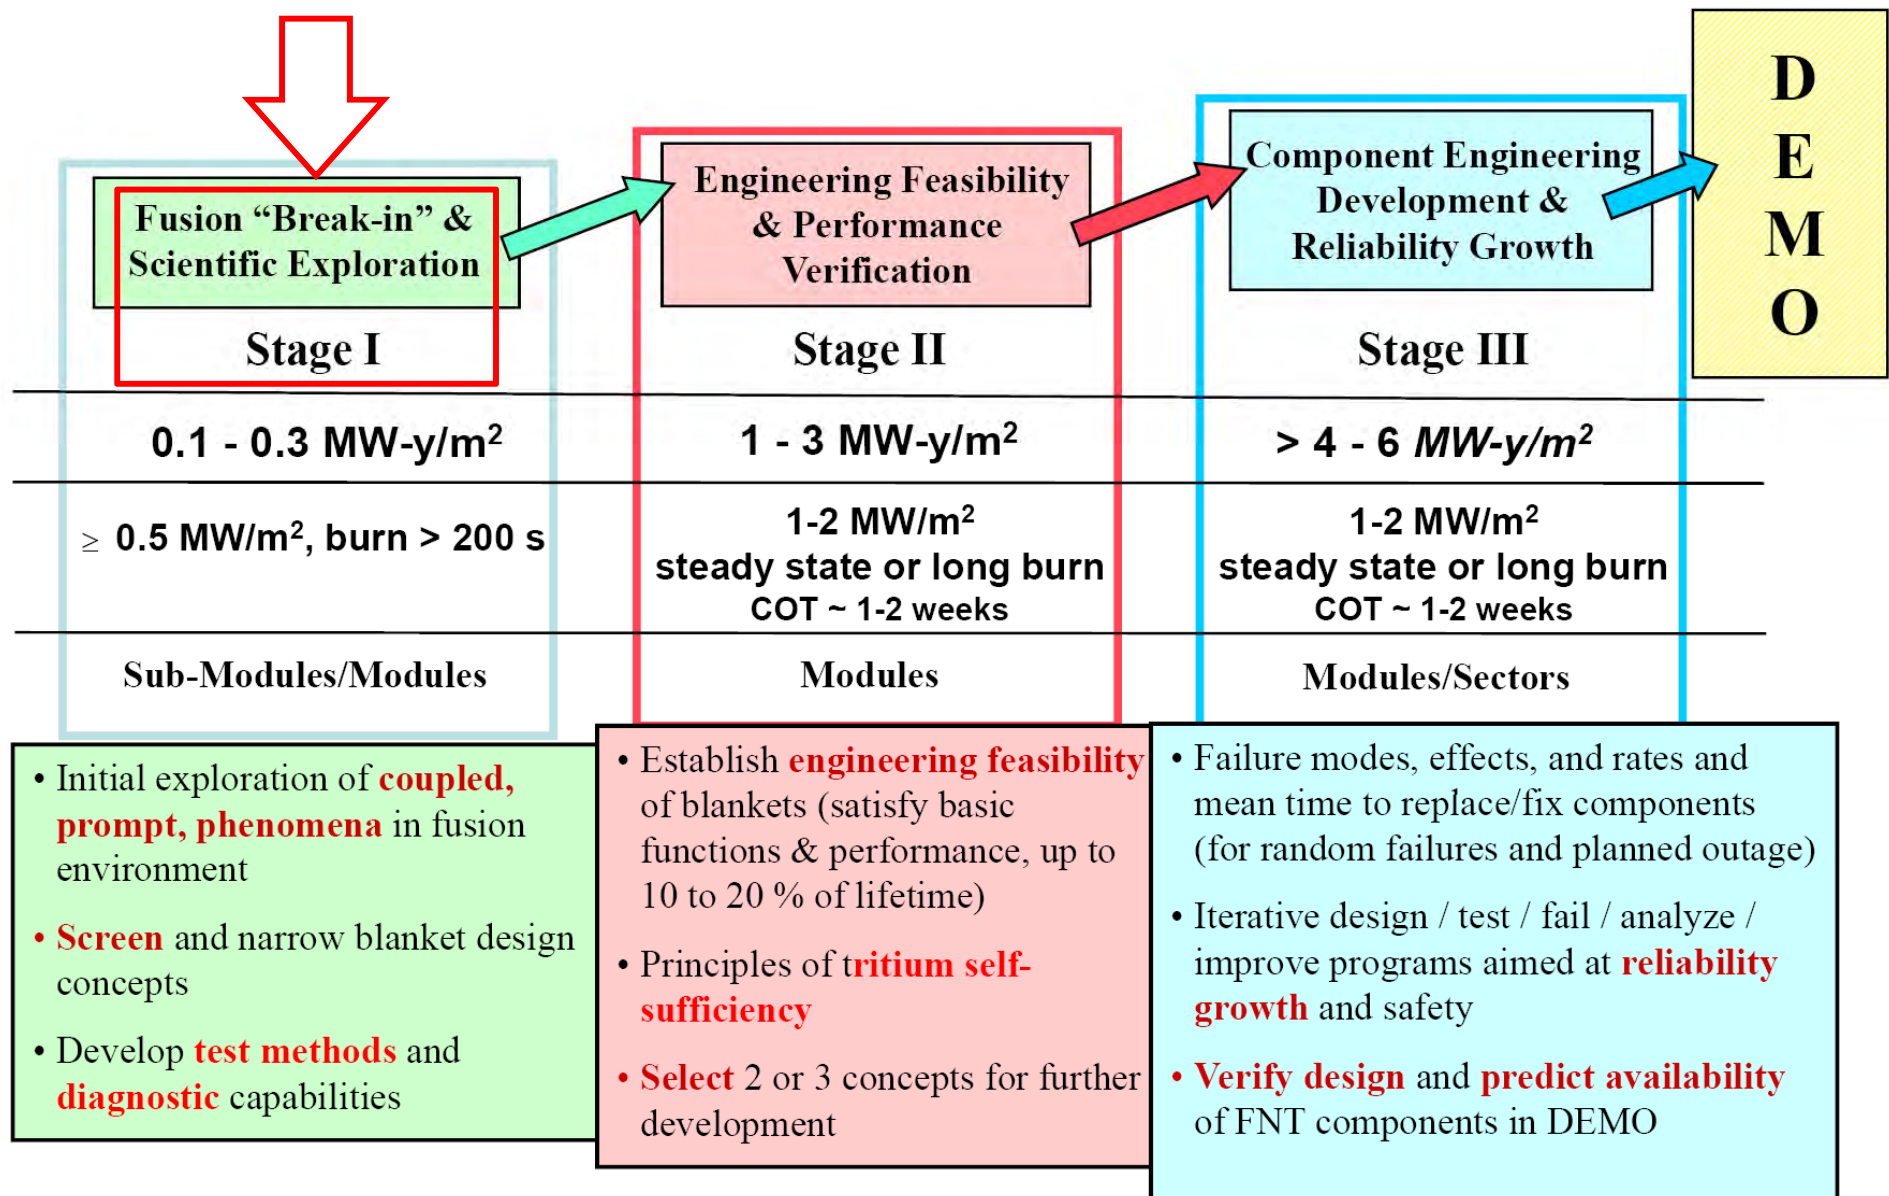 Fusion “Break-in” &
Scientific Exploration
Stage I
Engineering Feasibility
& Performance
Verification
Stage II
Component Engineering
Development &
Reliability Growth
Stage III
D
E
M
O
0.1 - 0.3 MW-y/m²
1 - 3 MW-y/m²
> 4 - 6 MW-y/m²
≥ 0.5 MW/m², burn > 200 s
1-2 MW/m²
steady state or long burn
COT ~ 1-2 weeks
1-2 MW/m²
steady state or long burn
COT ~ 1-2 weeks
Sub-Modules/Modules
Modules
Modules/Sectors
• Initial exploration of coupled,
prompt, phenomena in fusion
environment
• Screen and narrow blanket design
concepts
• Develop test methods and
diagnostic capabilities
• Establish engineering feasibility
of blankets (satisfy basic
functions & performance, up to
10 to 20 % of lifetime)
• Principles of tritium self-
sufficiency
• Select 2 or 3 concepts for further
development
• Failure modes, effects, and rates and
mean time to replace/fix components
(for random failures and planned outage)
• Iterative design / test / fail / analyze /
improve programs aimed at reliability
growth and safety
• Verify design and predict availability
of FNT components in DEMO